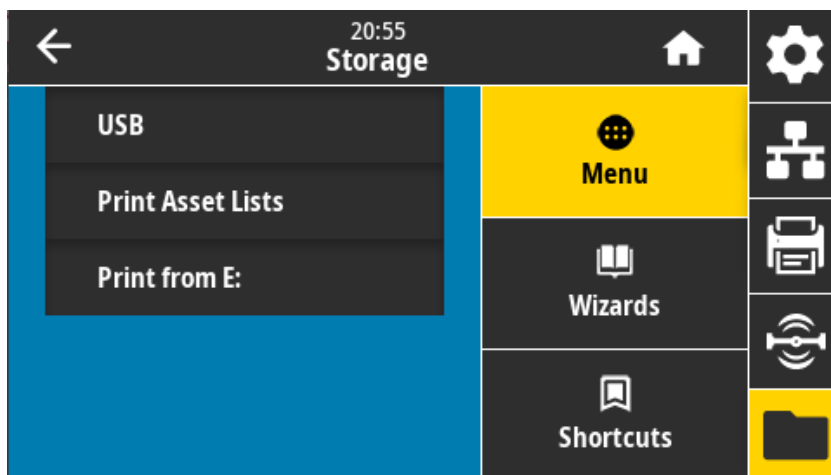 20:55
Storage
USB
Print Asset Lists
Print from E:
Menu
Wizards
Shortcuts